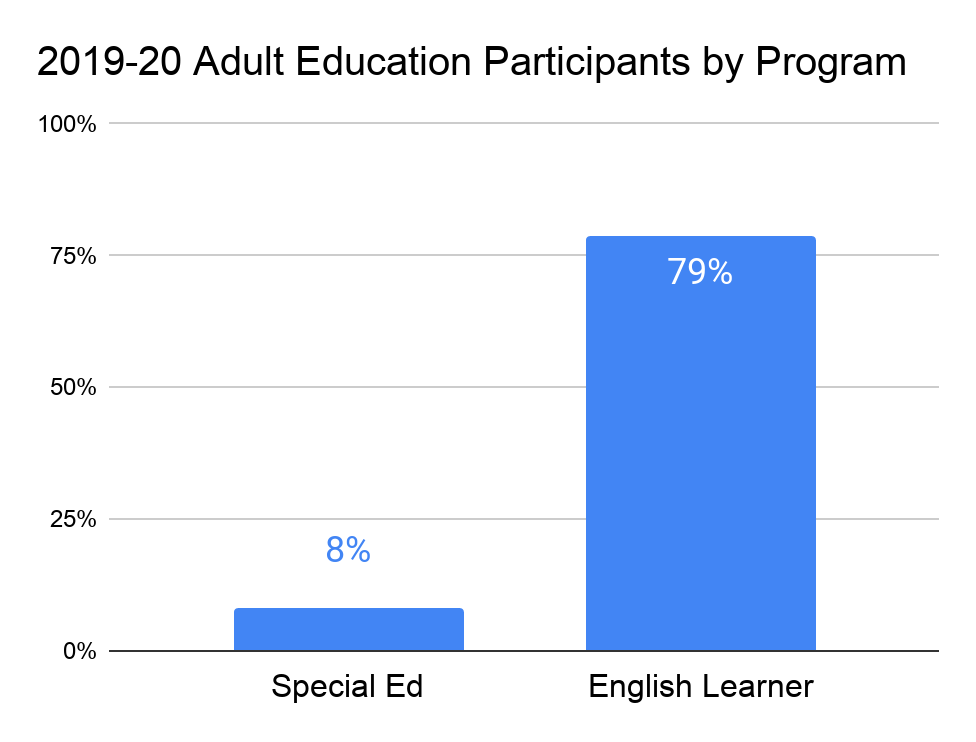 2019-20 Adult Education Participants by Program
100%
75%
79%
50%
25%
8%
0%
Special Ed
English Learner